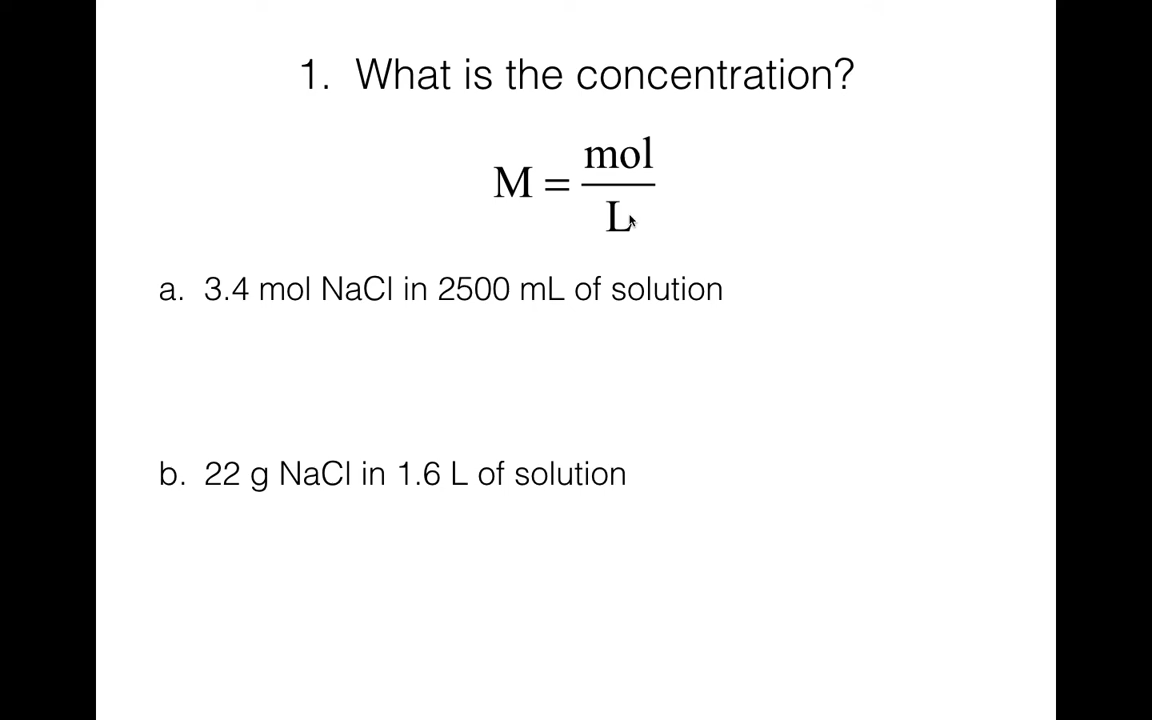 1. What is the concentration?
M = mol
L
a. 3.4 mol NaCl in 2500 mL of solution
b. 22 g NaCl in 1.6 L of solution